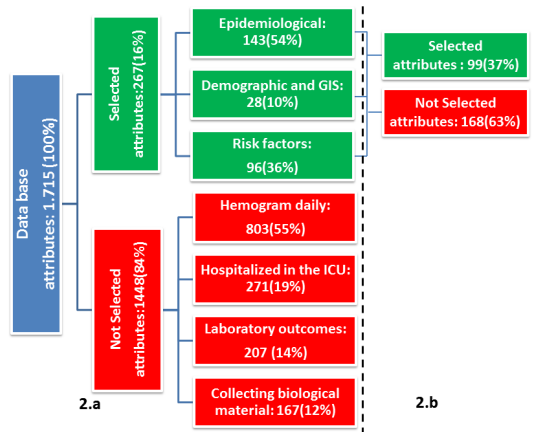 Data base
attributes: 1.715 (100%)
Selected
attributes:267(16%)
Not Selected
attributes:1448(84%)
Epidemiological:
143(54%)
Demographic and GIS:
28(10%)
Risk factors:
96(36%)
Hemogram daily:
803(55%)
Hospitalized in the ICU:
271(19%)
Laboratory outcomes:
207 (14%)
Collecting biological
material: 167(12%)
2.a
Selected
attributes : 99(37%)
Not Selected
attributes: 168(63%)
2.b